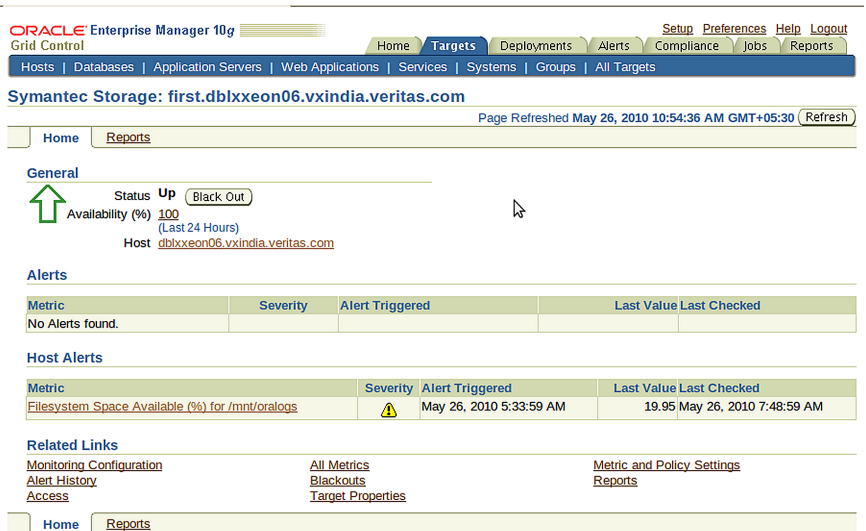 ORACLE Enterprise Manager 10g
Grid Control
Setup Preferences Help Logout
Home Targets Deployments Alerts Compliance Jobs Reports
Hosts | Databases | Application Servers | Web Applications | Services | Systems | Groups | All Targets
Symantec Storage: first.dblxxeon06.vxindia.veritas.com
Page Refreshed May 26, 2010 10:54:36 AM GMT+05:30 Refresh
Home Reports
General
Status Up Black Out
Availability (%) 100
(Last 24 Hours)
Host dblxxeon06.vxindia.veritas.com
Alerts
Metric Severity Alert Triggered Last Value Last Checked
No Alerts found.
Host Alerts
Metric Severity Alert Triggered Last Value Last Checked
Filesystem Space Available (%) for /mnt/oralogs May 26, 2010 5:33:59 AM 19.95 May 26, 2010 7:48:59 AM
Related Links
Monitoring Configuration All Metrics Metric and Policy Settings
Alert History Blackouts Reports
Access Target Properties
Home Reports